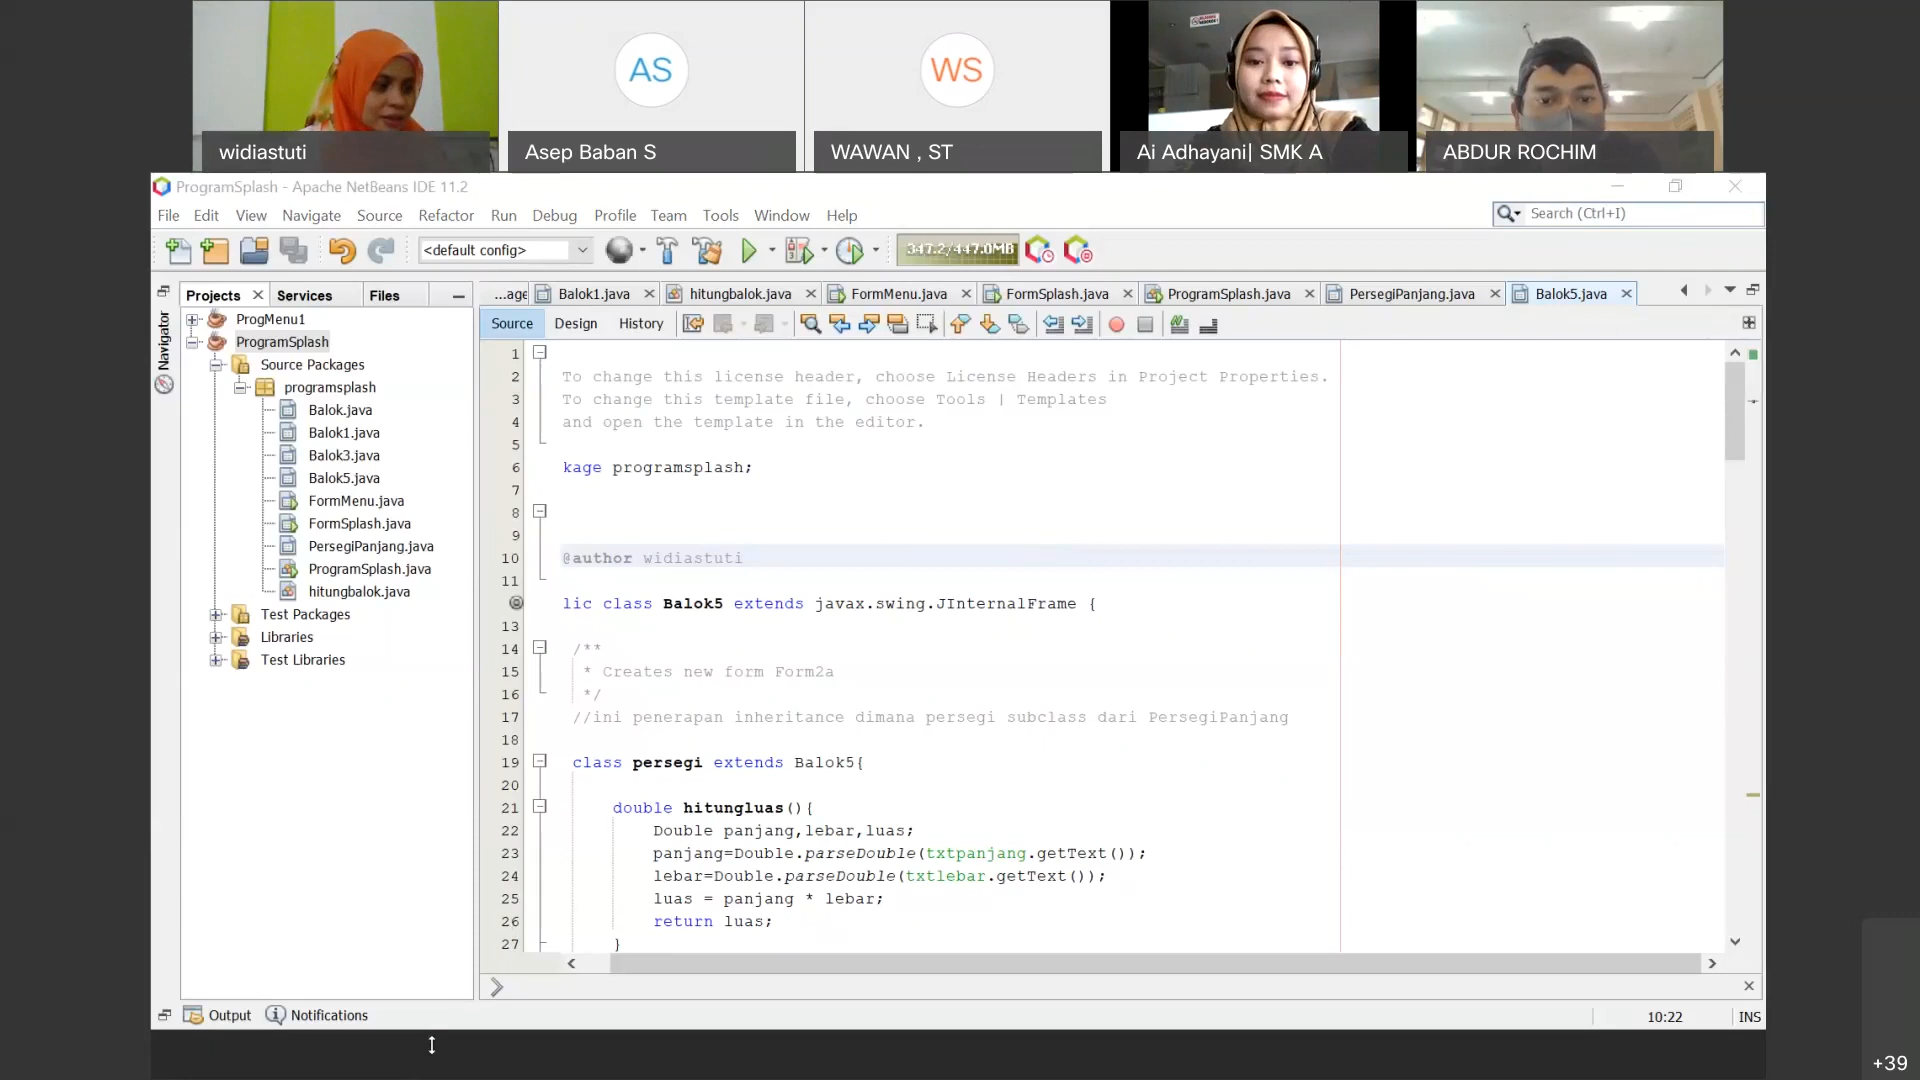 AS
WS
widiastuti
Asep Baban S
WAWAN , ST
Ai Adhayani| SMK A
ABDUR ROCHIM
ProgramSplash - Apache NetBeans IDE 11.2
File Edit View Navigate Source Refactor Run Debug Profile Team Tools Window Help
Search (Ctrl+I)
<default config>
347.2/447.0MB
Projects Services Files
...age Balok1.java hitungbalok.java FormMenu.java FormSplash.java ProgramSplash.java PersegiPanjang.java Balok5.java
Source Design History
Navigator
ProgMenu1
ProgramSplash
Source Packages
programsplash
Balok.java
Balok1.java
Balok3.java
Balok5.java
FormMenu.java
FormSplash.java
PersegiPanjang.java
ProgramSplash.java
hitungbalok.java
Test Packages
Libraries
Test Libraries
1
2 To change this license header, choose License Headers in Project Properties.
3 To change this template file, choose Tools | Templates
4 and open the template in the editor.
5
6 kage programsplash;
7
8
9
10 @author widiastuti
11
lic class Balok5 extends javax.swing.JInternalFrame {
13
14 /**
15 * Creates new form Form2a
16 */
17 //ini penerapan inheritance dimana persegi subclass dari PersegiPanjang
18
19 class persegi extends Balok5{
20
21 double hitungluas(){
22 Double panjang,lebar,luas;
23 panjang=Double.parseDouble(txtpanjang.getText());
24 lebar=Double.parseDouble(txtlebar.getText());
25 luas = panjang * lebar;
26 return luas;
27 }
Output Notifications
10:22 INS
+39